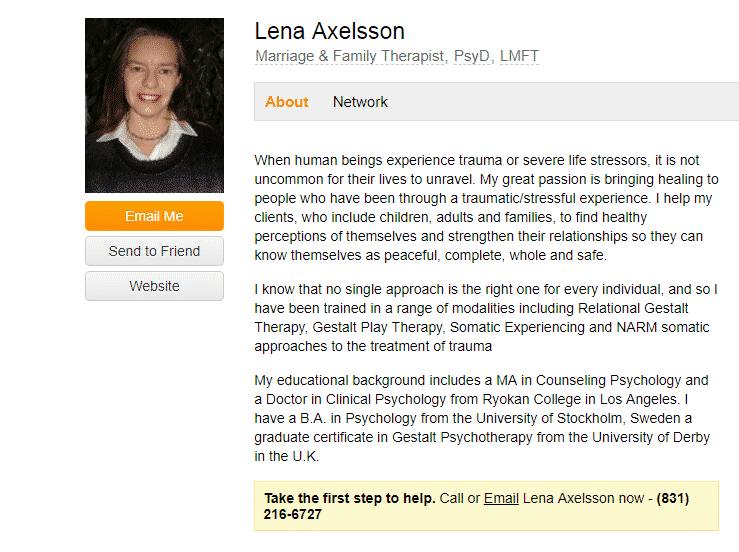 Lena Axelsson
Marriage & Family Therapist, PsyD, LMFT
About Network
When human beings experience trauma or severe life stressors, it is not
uncommon for their lives to unravel. My great passion is bringing healing to
people who have been through a traumatic/stressful experience. I help my
clients, who include children, adults and families, to find healthy
perceptions of themselves and strengthen their relationships so they can
know themselves as peaceful, complete, whole and safe.
I know that no single approach is the right one for every individual, and so I
have been trained in a range of modalities including Relational Gestalt
Therapy, Gestalt Play Therapy, Somatic Experiencing and NARM somatic
approaches to the treatment of trauma
My educational background includes a MA in Counseling Psychology and
a Doctor in Clinical Psychology from Ryokan College in Los Angeles. I
have a B.A. in Psychology from the University of Stockholm, Sweden a
graduate certificate in Gestalt Psychotherapy from the University of Derby
in the U.K.
Take the first step to help. Call or Email Lena Axelsson now - (831)
216-6727
Email Me
Send to Friend
Website